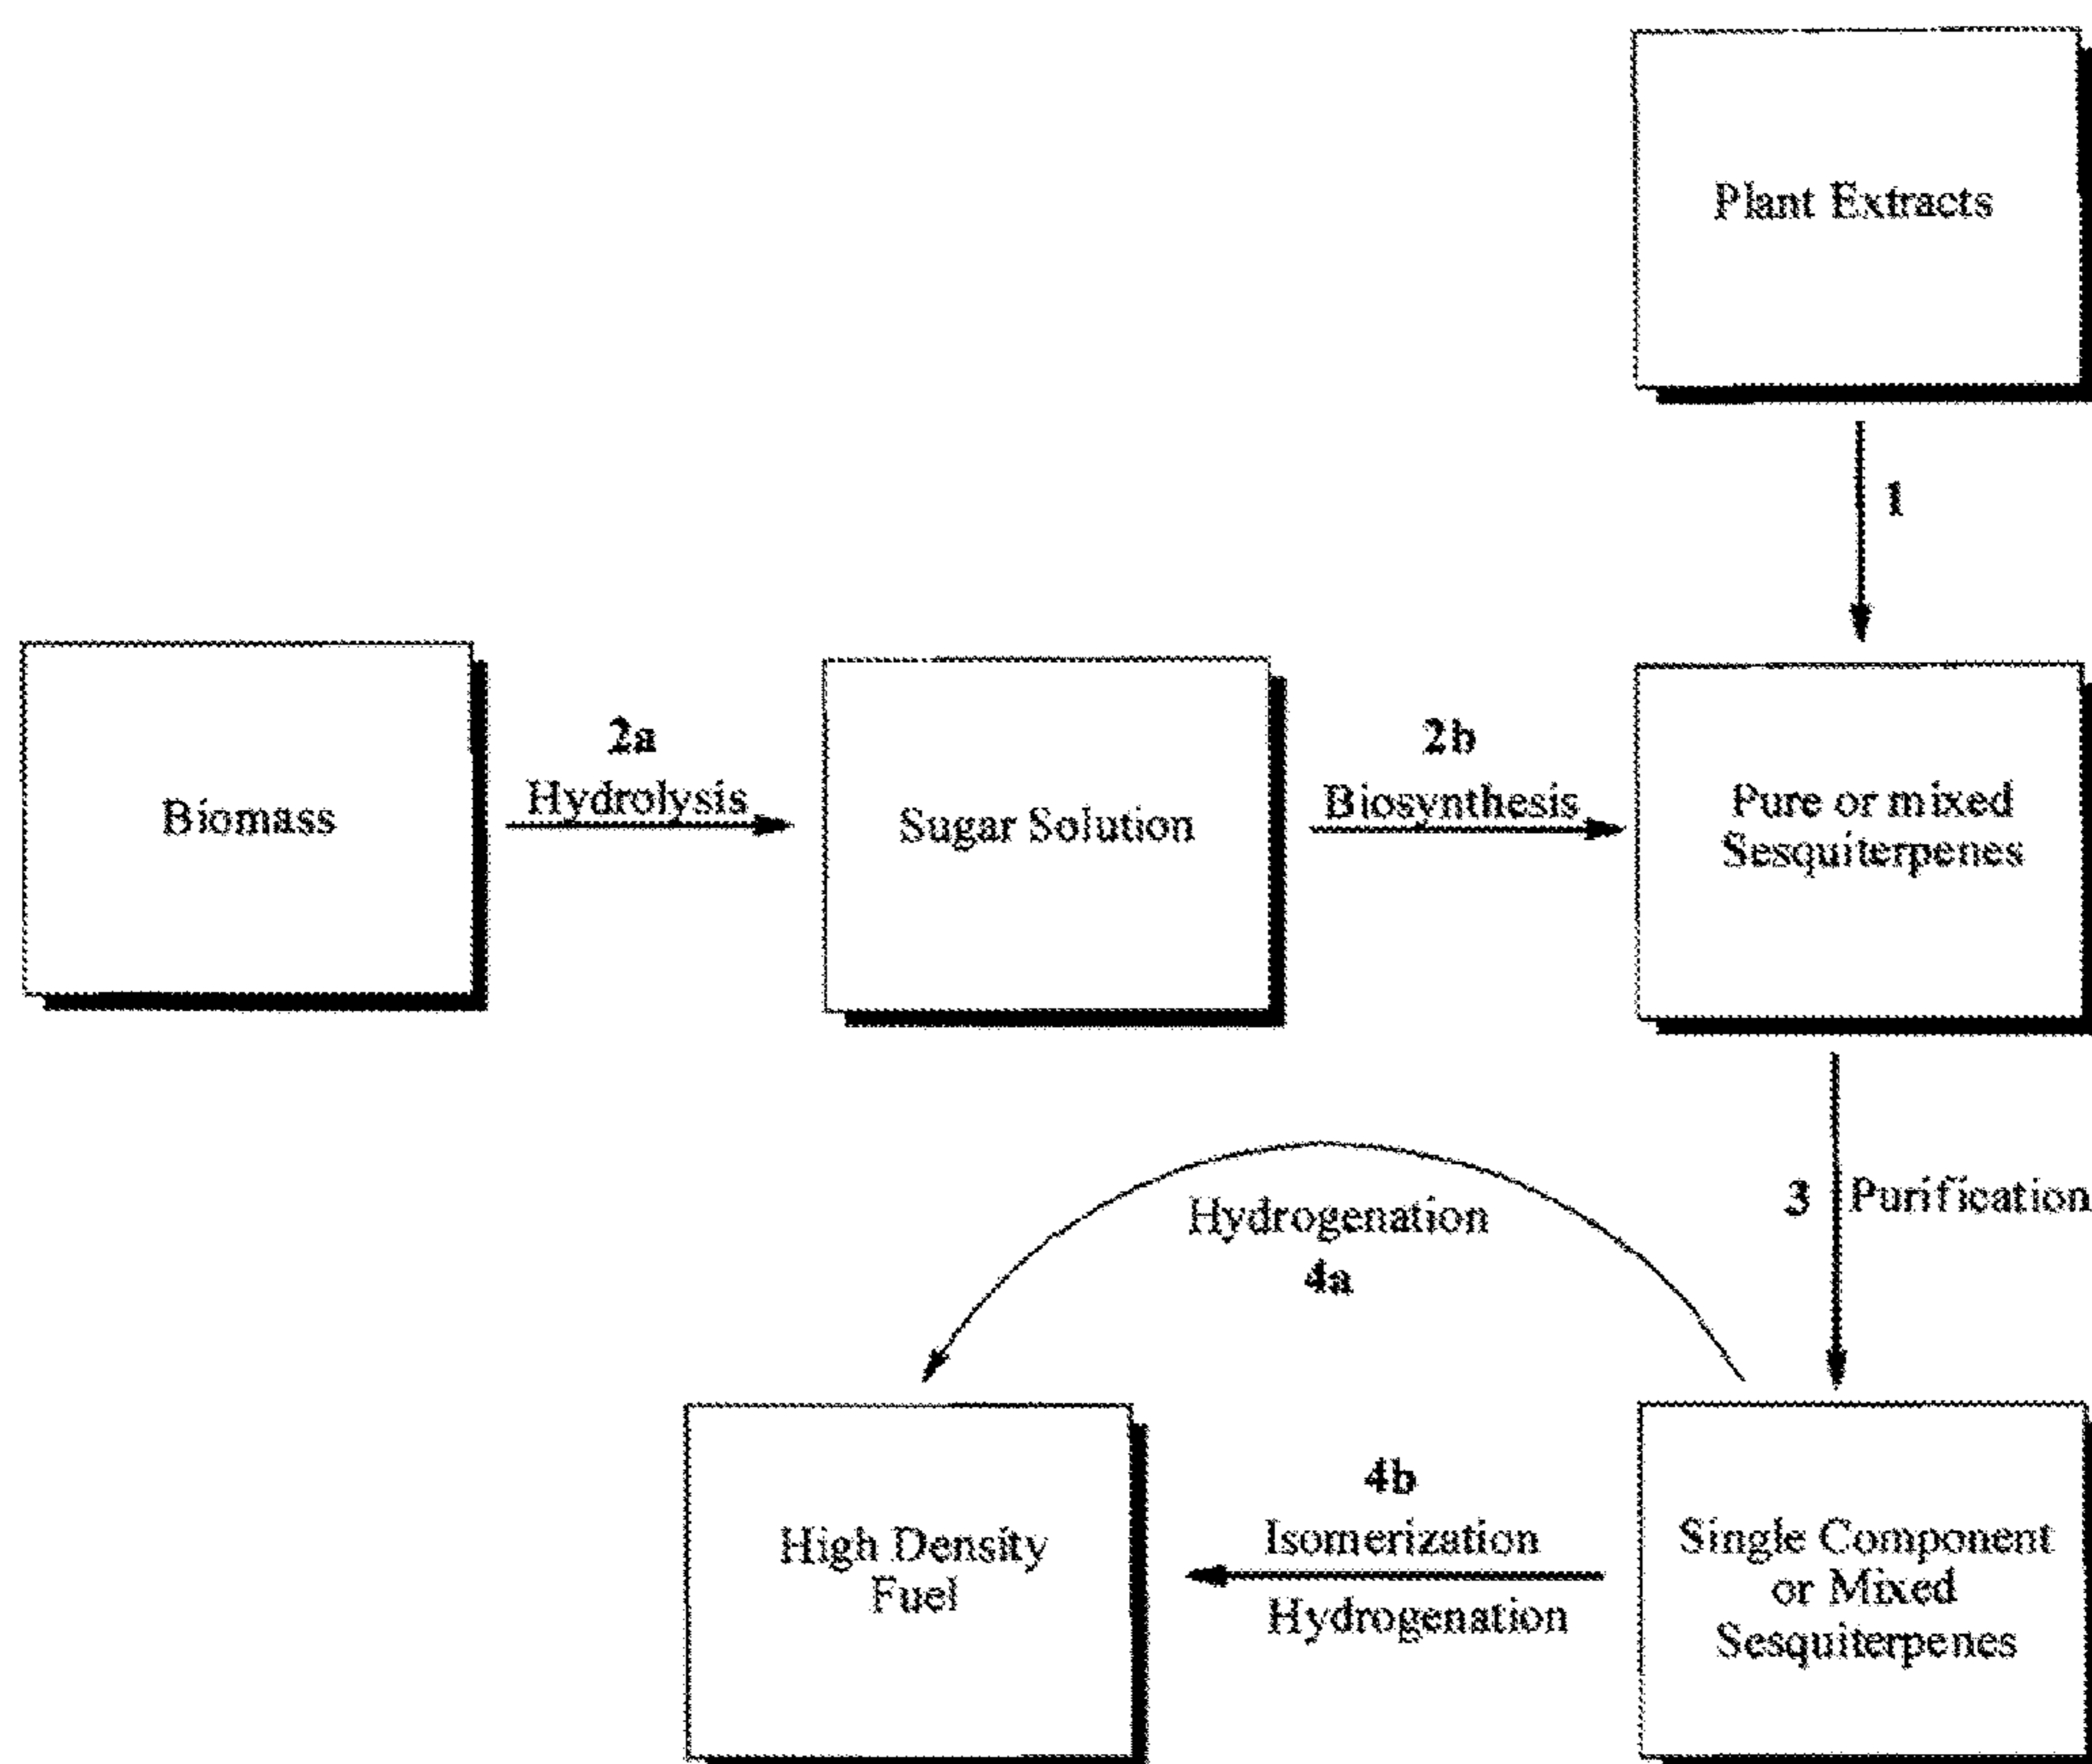 Plant Extracts
1
Biomass
2a
Hydrolysis
Sugar Solution
2b
Biosynthesis
Pure or mixed
Sesquiterpenes
3 Purification
Hydrogenation
4a
High Density
Fuel
4b
Isomerization
Hydrogenation
Single Component
or Mixed
Sesquiterpenes